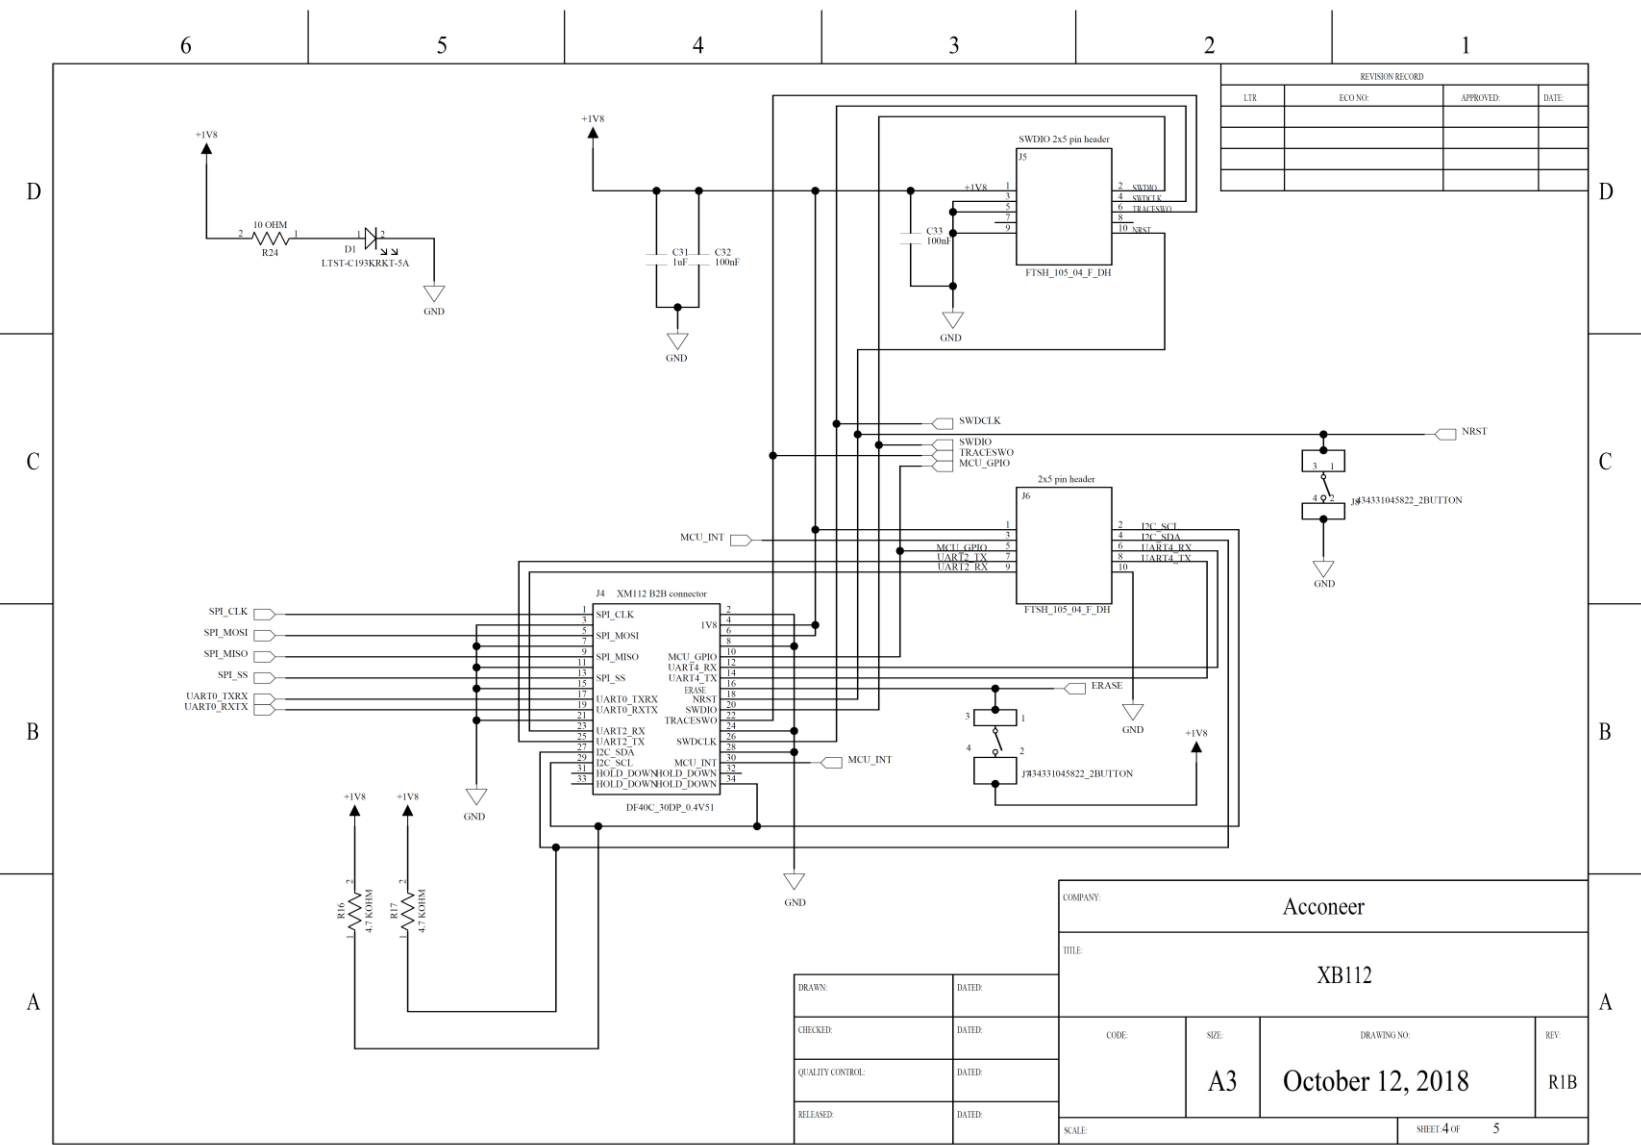 6 5 4 3 2 1
REVISION RECORD
LTR ECO NO: APPROVED: DATE:
D D
+1V8
10 OHM
2 1
R24
1 2
D1
LTST-C193KRKT-5A
GND
+1V8
C31
1uF
C32
100nF
GND
SWDIO 2x5 pin header
J5
+1V8 1 2 SWDIO
3 4 SWDCLK
5 6 TRACESWO
7 8
9 10 NRST
C33
100nF
FTSH_105_04_F_DH
GND
C C
SWDCLK
NRST
SWDIO
TRACESWO
MCU_GPIO
3 1
4 2
J8 434331045822_2BUTTON
GND
2x5 pin header
J6
1 2 I2C_SCL
MCU_INT 3 4 I2C_SDA
MCU_GPIO 5 6 UART4_RX
UART2_TX 7 8 UART4_TX
UART2_RX 9 10
FTSH_105_04_F_DH
GND
J4 XM112 B2B connector
SPI_CLK 1 SPI_CLK 2
3 1V8 4
SPI_MOSI 5 SPI_MOSI 6
7 8
SPI_MISO 9 SPI_MISO MCU_GPIO 10
11 UART4_RX 12
SPI_SS 13 SPI_SS UART4_TX 14
15 ERASE 16
UART0_TXRX 17 UART0_TXRX NRST 18
UART0_RXTX 19 UART0_RXTX SWDIO 20
21 TRACESWO 22
23 UART2_RX 24
25 UART2_TX SWDCLK 26
27 I2C_SDA 28
29 I2C_SCL MCU_INT 30
31 HOLD_DOWN HOLD_DOWN 32
33 HOLD_DOWN HOLD_DOWN 34
DF40C_30DP_0.4V51
GND
MCU_INT
ERASE
3 1
4 2
J7 434331045822_2BUTTON
+1V8
B B
+1V8 +1V8
2 2
R16
4.7 KOHM
R17
4.7 KOHM
1 1
GND
A A
COMPANY:
Acconeer
TITLE:
XB112
DRAWN: DATED:
CHECKED: DATED:
QUALITY CONTROL: DATED:
RELEASED: DATED:
CODE: SIZE: DRAWING NO: REV:
A3 October 12, 2018 R1B
SCALE: SHEET: 4 OF 5